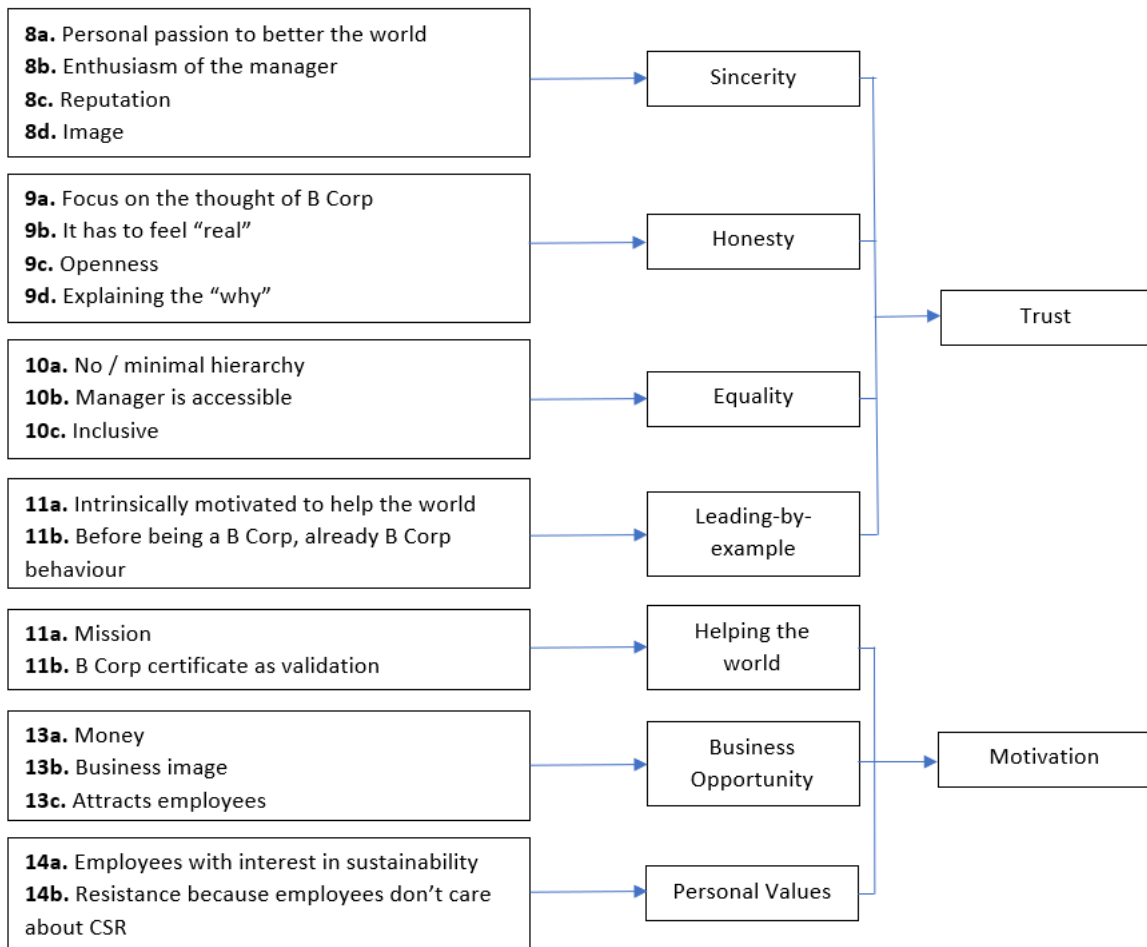 8a. Personal passion to better the world
8b. Enthusiasm of the manager
8c. Reputation
8d. Image
Sincerity
9a. Focus on the thought of B Corp
9b. It has to feel “real”
9c. Openness
9d. Explaining the “why”
Honesty
Trust
10a. No / minimal hierarchy
10b. Manager is accessible
10c. Inclusive
Equality
11a. Intrinsically motivated to help the world
11b. Before being a B Corp, already B Corp
behaviour
Leading-by-
example
11a. Mission
11b. B Corp certificate as validation
Helping the
world
13a. Money
13b. Business image
13c. Attracts employees
Business
Opportunity
Motivation
14a. Employees with interest in sustainability
14b. Resistance because employees don’t care
about CSR
Personal Values